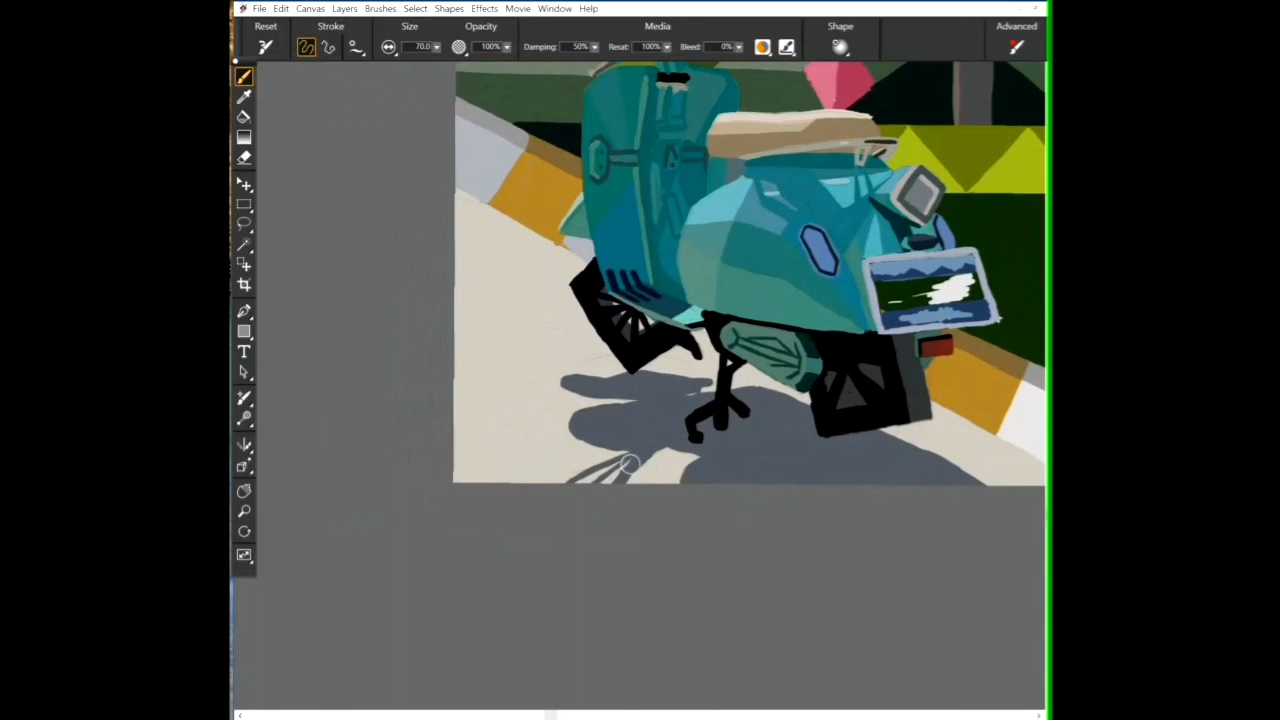 File Edit Canvas Layers Brushes Select Shapes Effects Movie Window Help
Reset Stroke Size Opacity Media Shape Advanced
70.0 100% Damping: 50% Resat: 100% Bleed: 0%
T